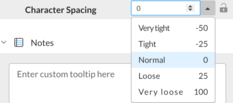 Character Spacing 0
Very tight -50
Tight -25
Notes
Normal 0
Enter custom tooltip here
Loose 25
Very loose 100